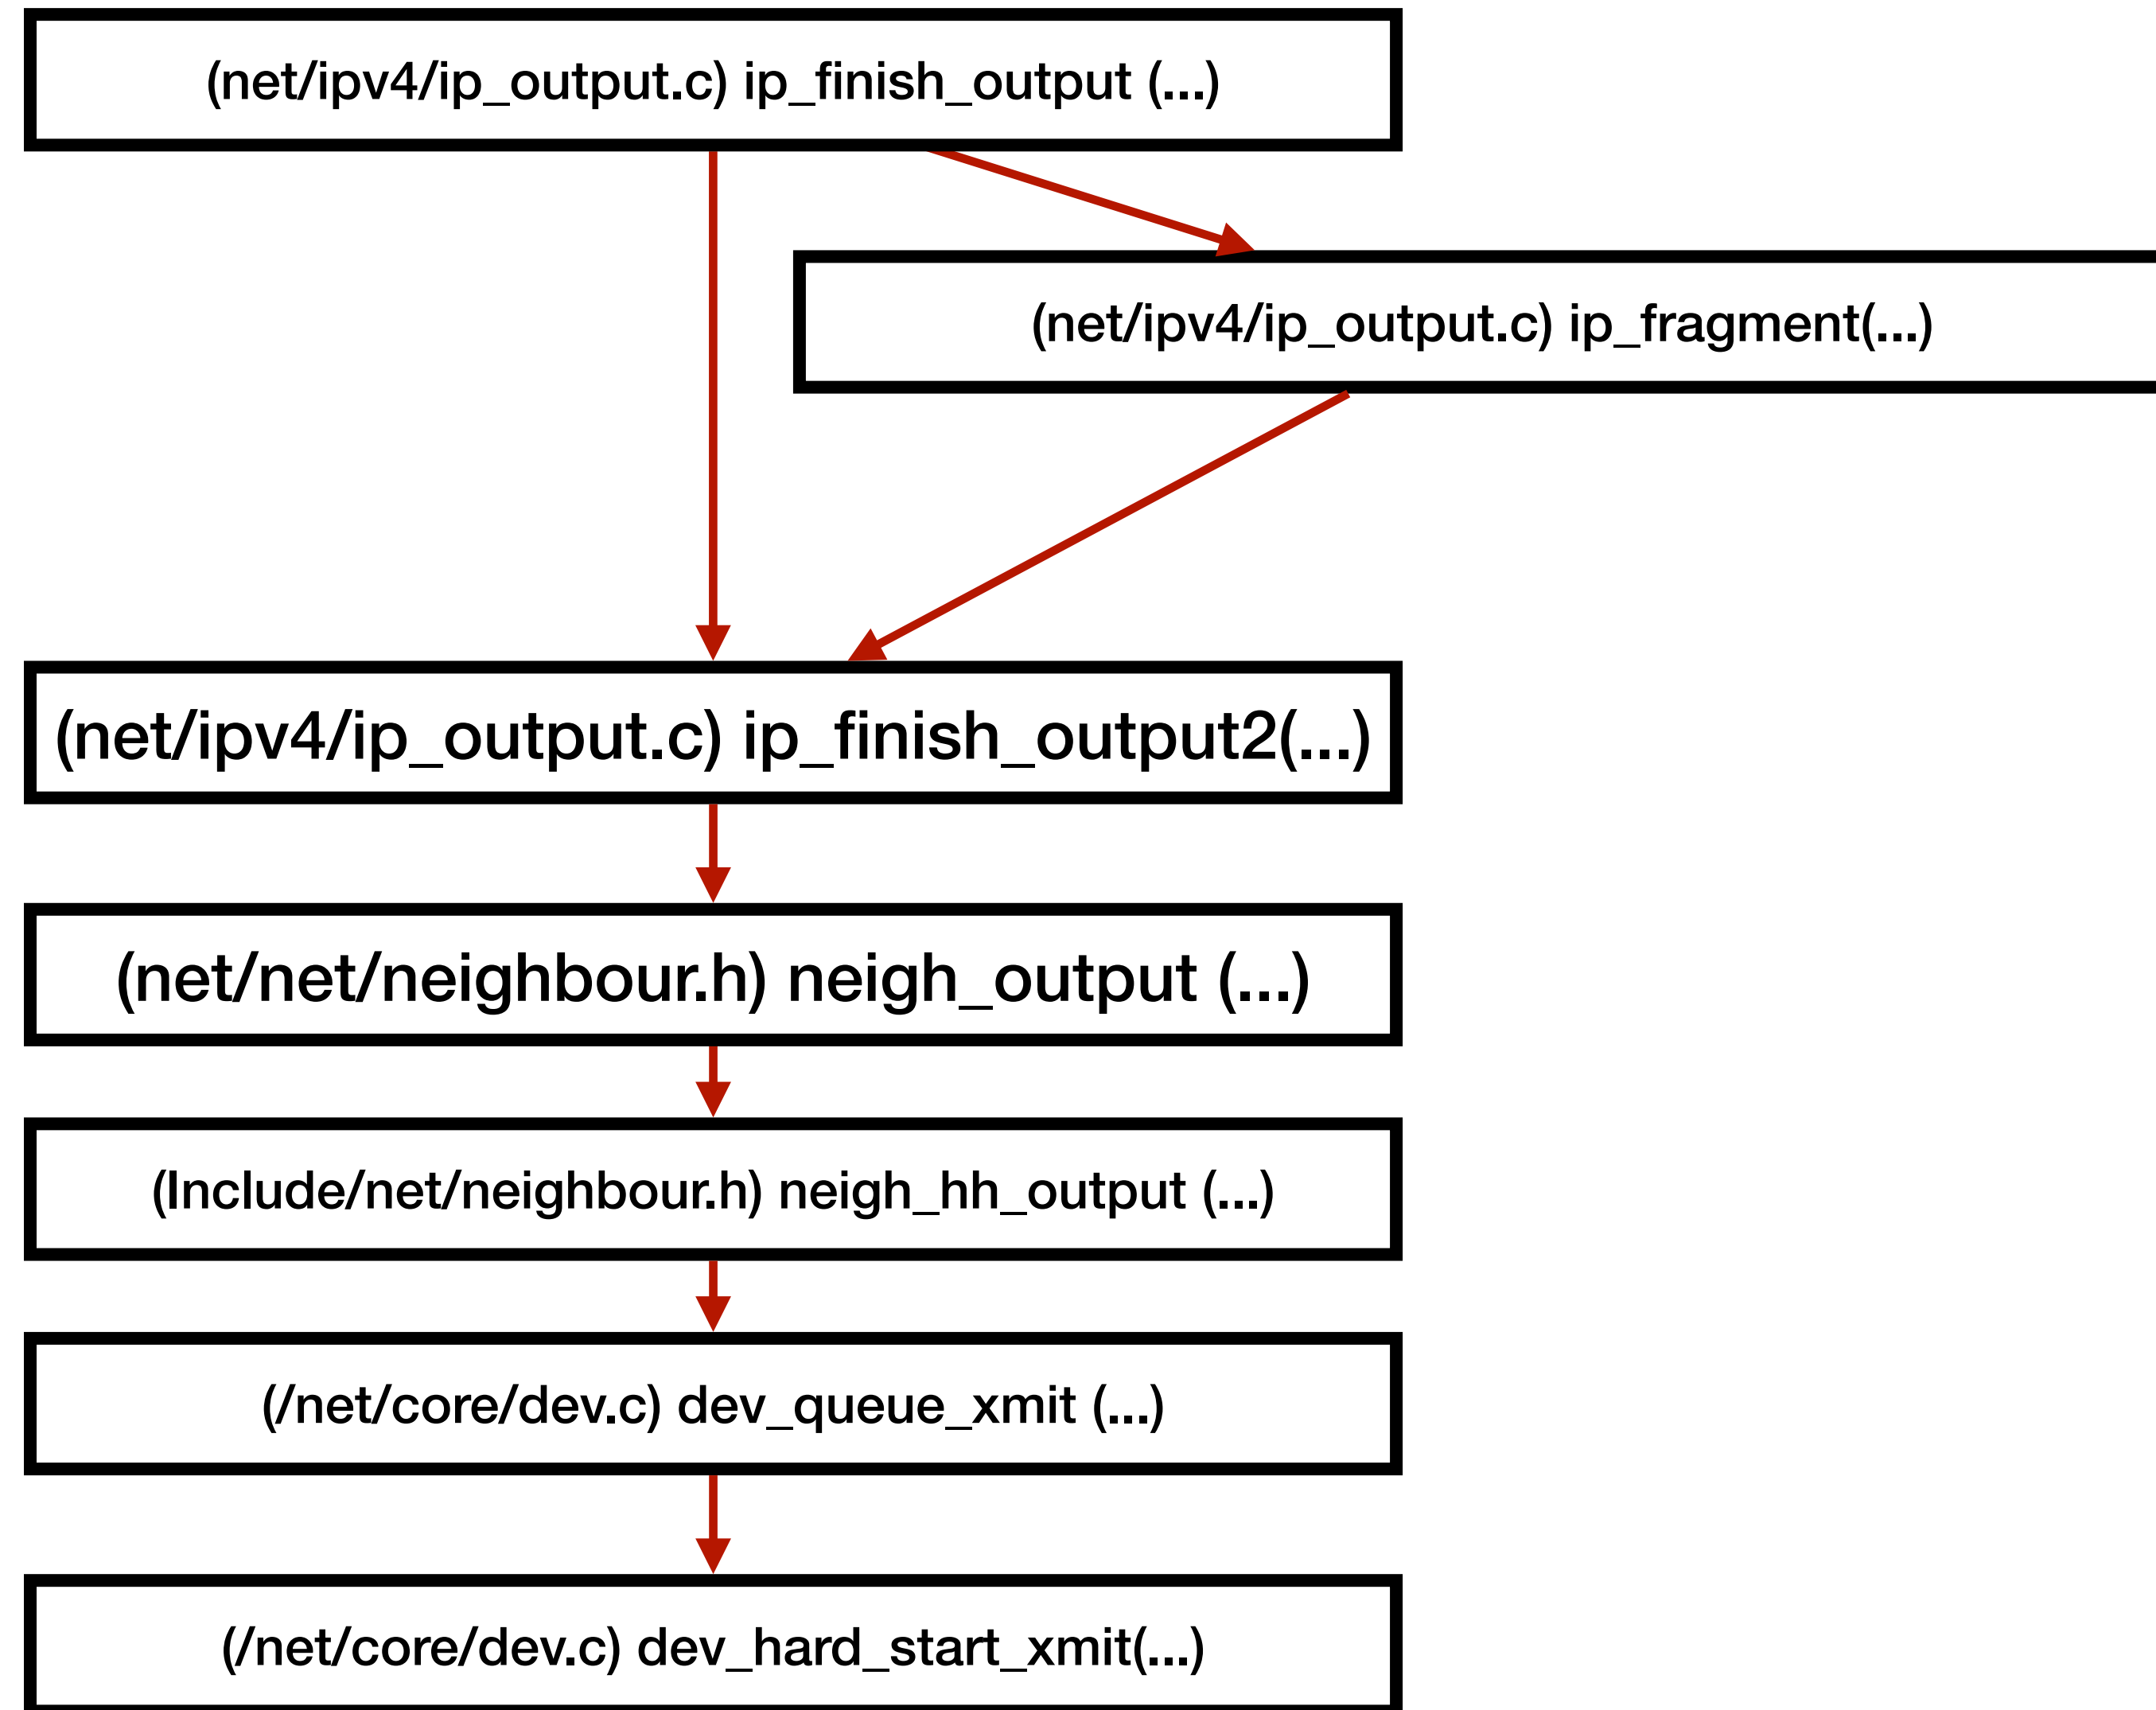 (net/ipv4/ip_output.c) ip_finish_output (...)
(net/ipv4/ip_output.c) ip_fragment(...)
(net/ipv4/ip_output.c) ip_finish_output2(...)
(net/net/neighbour.h) neigh_output (...)
(Include/net/neighbour.h) neigh_hh_output (...)
(/net/core/dev.c) dev_queue_xmit (...)
(/net/core/dev.c) dev_hard_start_xmit(...)